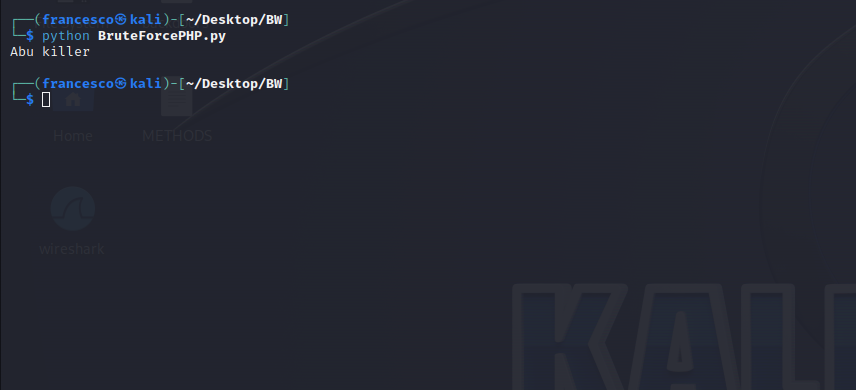 ┌──(francesco㉿kali)-[~/Desktop/BW]
└─$ python BruteForcePHP.py
Abu killer
┌──(francesco㉿kali)-[~/Desktop/BW]
└─$
Home METHODS
wireshark
KALI